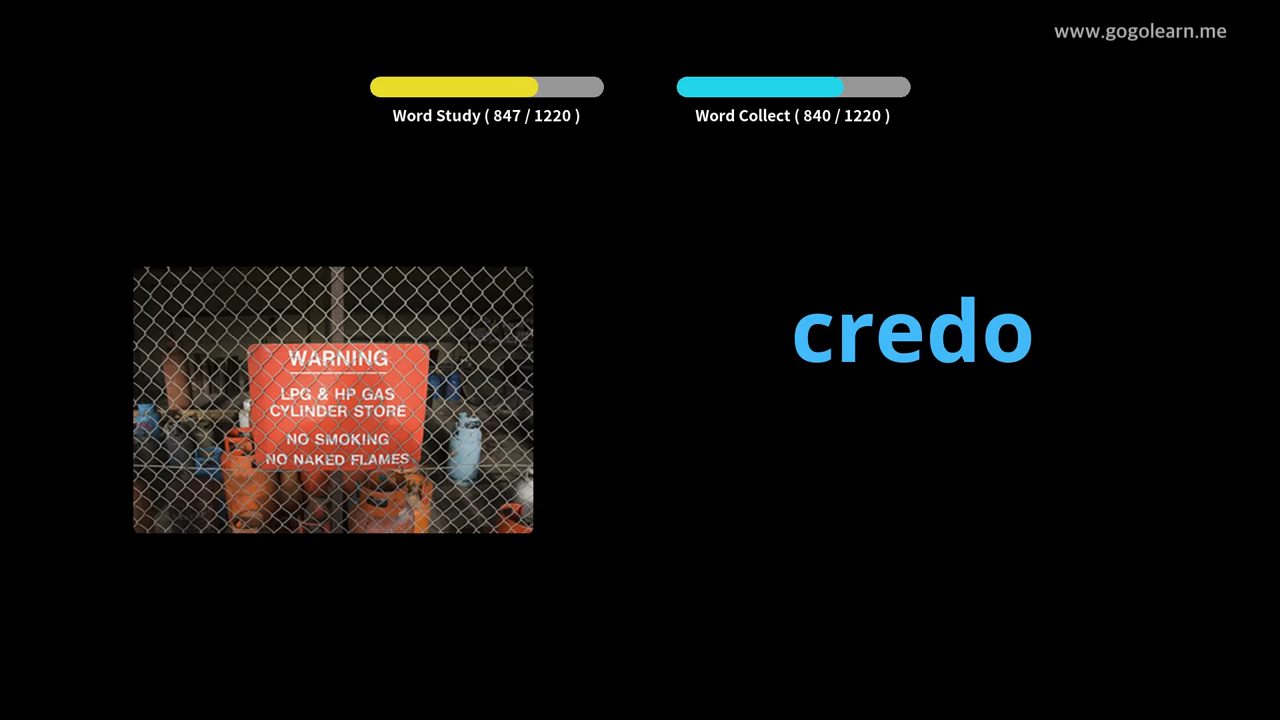 www.gogolearn.me
Word Study ( 847 / 1220 )
Word Collect ( 840 / 1220 )
WARNING
LPG & HP GAS
CYLINDER STORE
NO SMOKING
NO NAKED FLAMES
credo